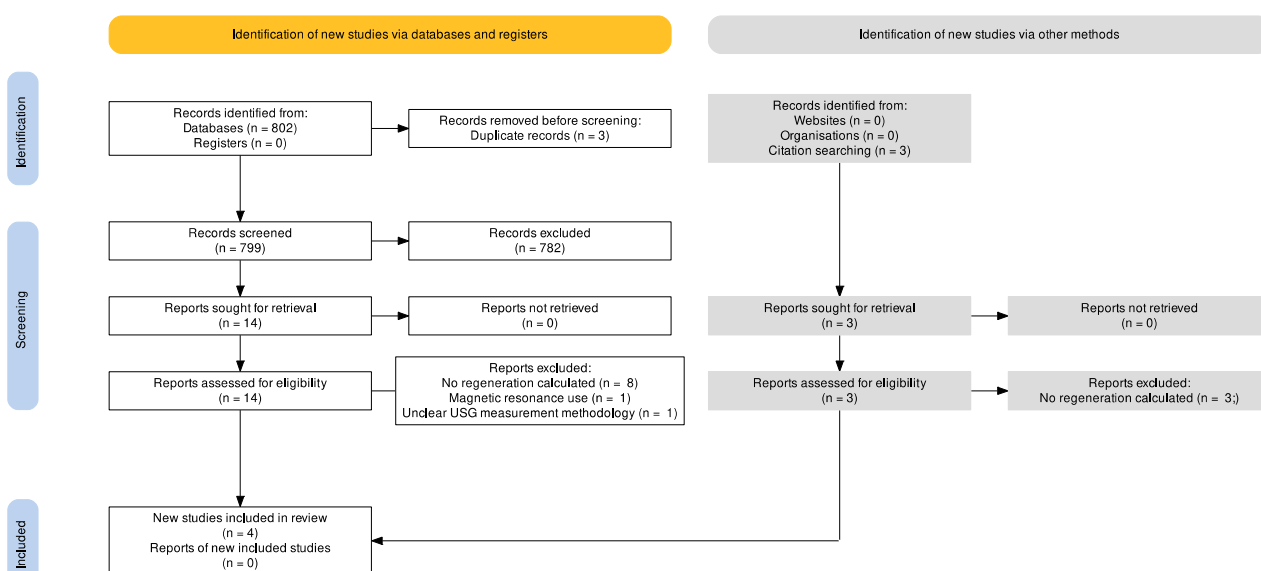 Identification of new studies via databases and registers
Identification of new studies via other methods
Identification
Records identified from:
Databases (n = 802)
Registers (n = 0)
Records removed before screening:
Duplicate records (n = 3)
Records identified from:
Websites (n = 0)
Organisations (n = 0)
Citation searching (n = 3)
Screening
Records screened
(n = 799)
Records excluded
(n = 782)
Reports sought for retrieval
(n = 14)
Reports not retrieved
(n = 0)
Reports sought for retrieval
(n = 3)
Reports not retrieved
(n = 0)
Reports assessed for eligibility
(n = 14)
Reports excluded:
No regeneration calculated (n = 8)
Magnetic resonance use (n = 1)
Unclear USG measurement methodology (n = 1)
Reports assessed for eligibility
(n = 3)
Reports excluded:
No regeneration calculated (n = 3;)
Included
New studies included in review
(n = 4)
Reports of new included studies
(n = 0)